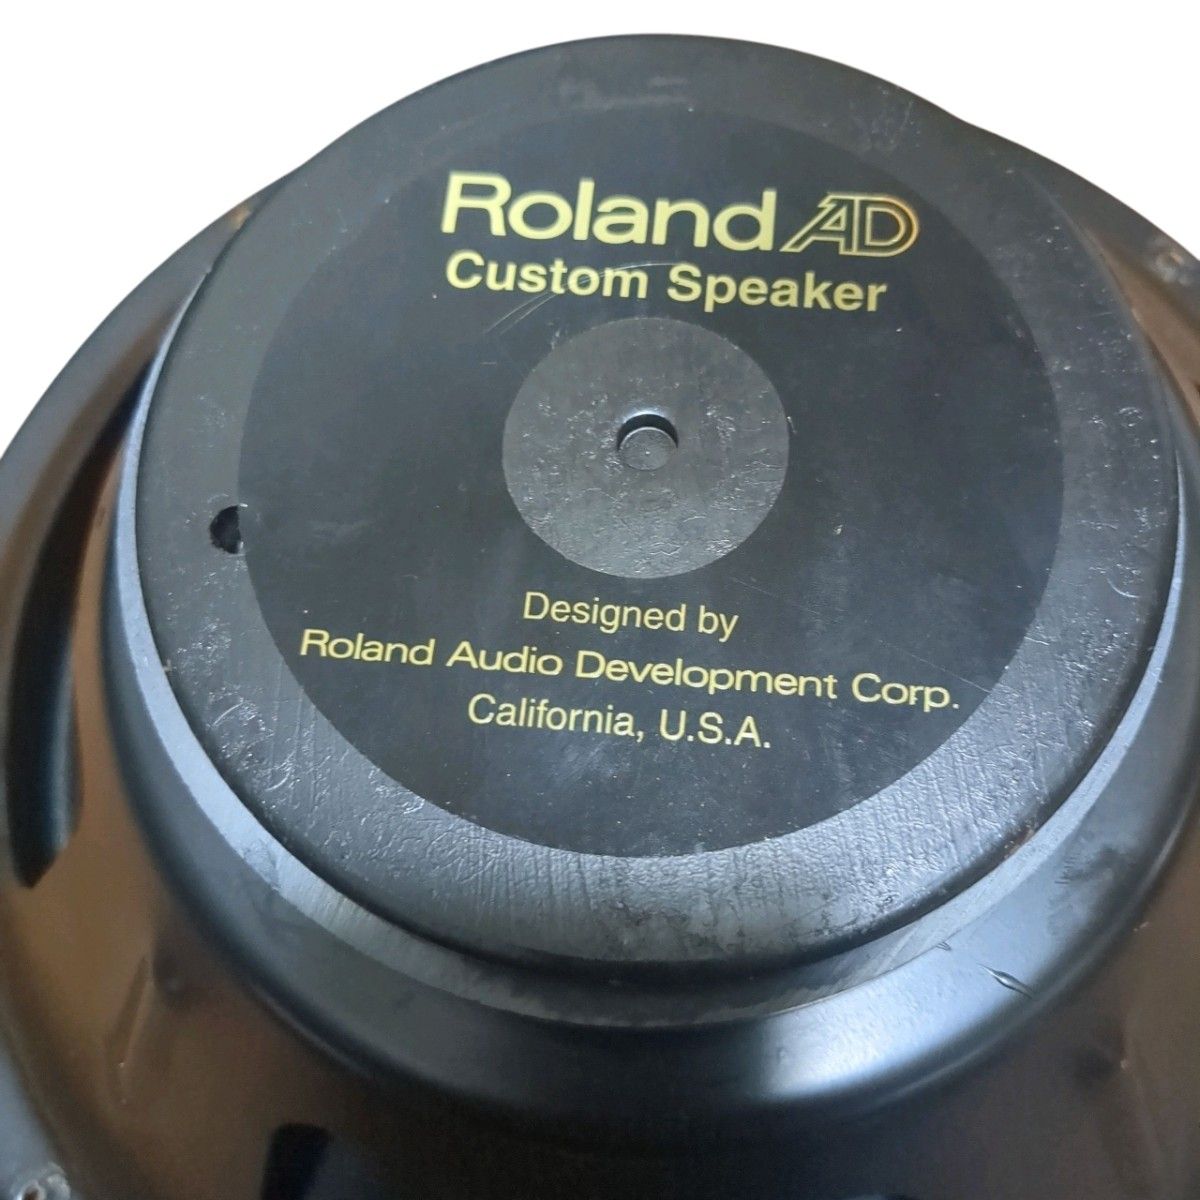 Roland AD
Custom Speaker
Designed by
Roland Audio Development Corp.
California, U.S.A.